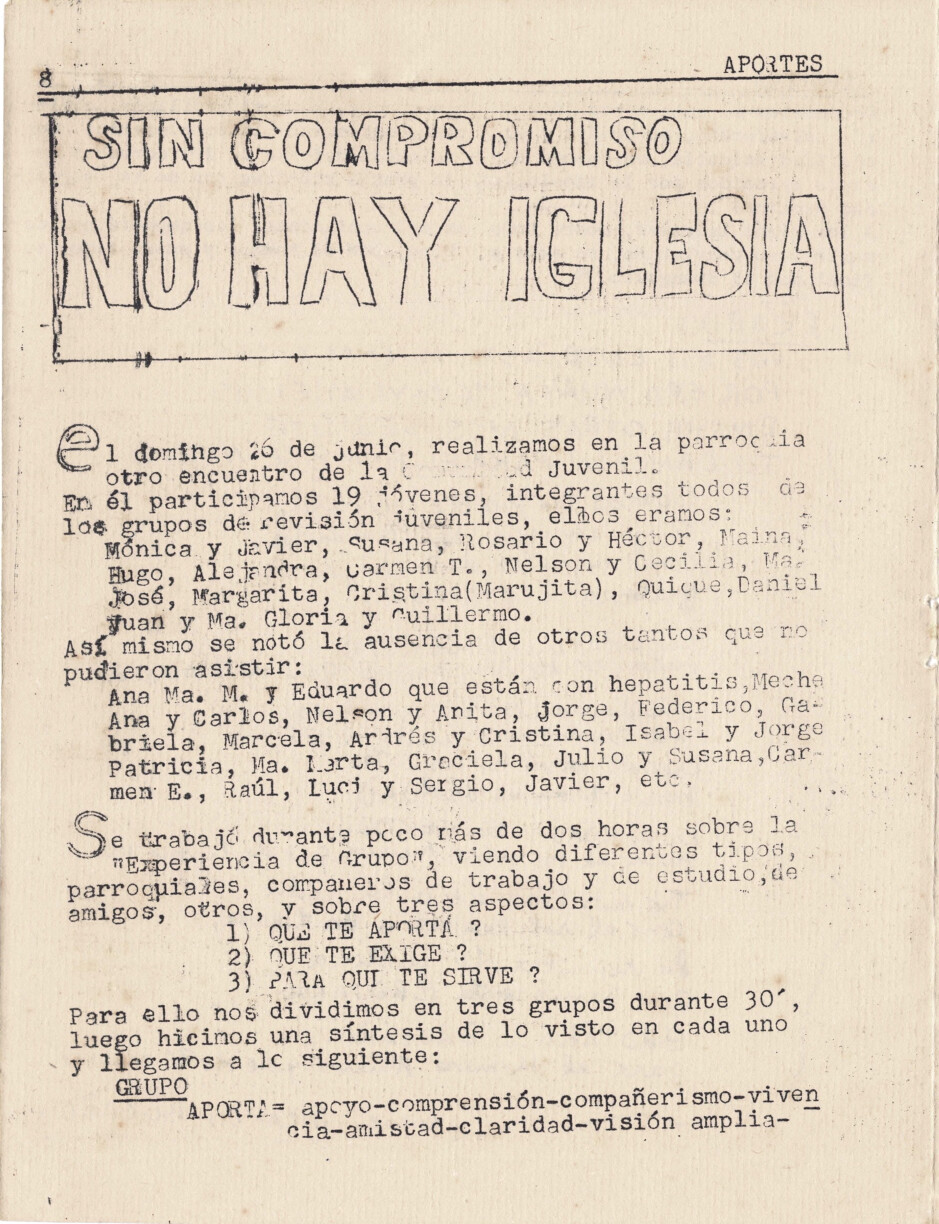 8
APORTES
SIN COMPROMISO
NO HAY IGLESIA
El domingo 26 de junio, realizamos en la parroquia
otro encuentro de la Juvenil.
En él participamos 19 jóvenes, integrantes todos de
los grupos de revisión juveniles, ellos eramos:
Mónica y Javier, Susana, Rosario y Héctor, Maina,
Hugo, Alejandra, Carmen T., Nelson y Cecilia, Ma.
José, Margarita, Cristina(Marujita), Quique,Daniel
Juan y Ma. Gloria y Guillermo.
Así mismo se notó la ausencia de otros tantos que no
pudieron asistir:
Ana Ma. M. y Eduardo que están con hepatitis,Meche
Ana y Carlos, Nelson y Anita, Jorge, Federico, Ga-
briela, Marcela, Andrés y Cristina, Isabel y Jorge
Patricia, Ma. Marta, Graciela, Julio y Susana,Car-
men E., Raúl, Luci y Sergio, Javier, etc.
Se trabajó durante poco más de dos horas sobre la
"Experiencia de Grupo", viendo diferentes tipos,
parroquiales, compañeros de trabajo y de estudio,de
amigos, otros, y sobre tres aspectos:
1) QUE TE APORTA ?
2) QUE TE EXIGE ?
3) PARA QUI TE SIRVE ?
Para ello nos dividimos en tres grupos durante 30',
luego hicimos una síntesis de lo visto en cada uno
y llegamos a lo siguiente:
GRUPO
APORTA= apoyo-comprensión-compañerismo-viven
cia-amistad-claridad-visión amplia-